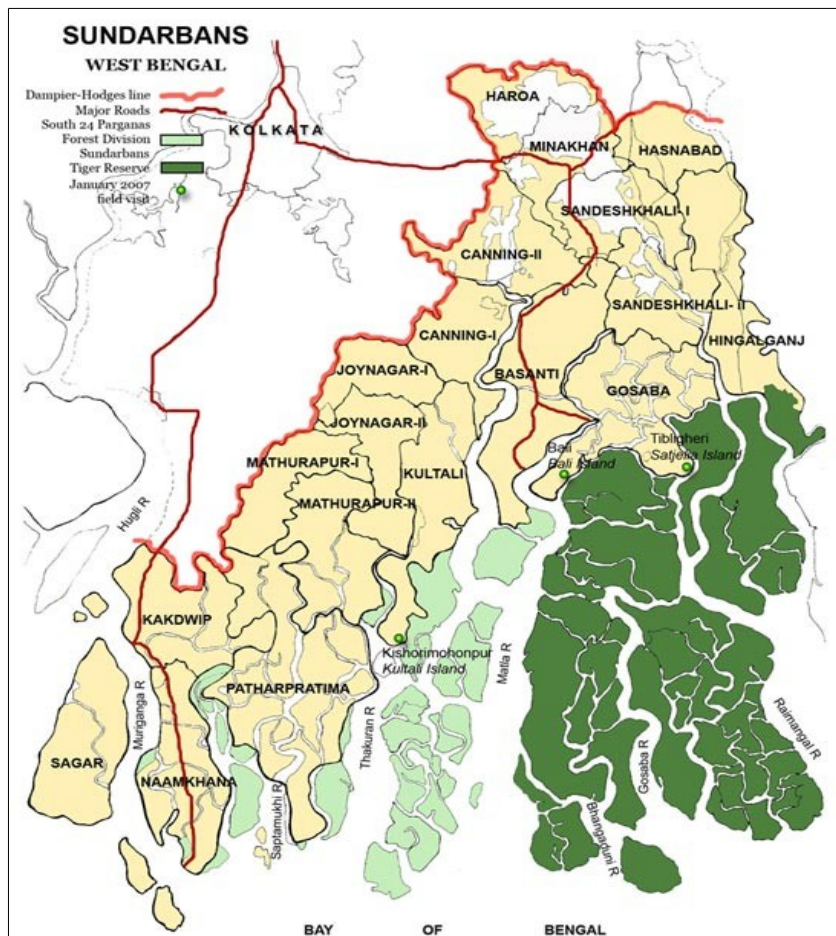 SUNDARBANS
WEST BENGAL
Dampier-Hodges line
Major Roads
South 24 Parganas
Forest Division
Sundarbans
Tiger Reserve
January 2007
field visit
KOLKATA
HAROA
MINAKHAN
HASNABAD
SANDESHKHALI- I
CANNING-II
SANDESHKHALI- II
CANNING-I
HINGALGANJ
JOYNAGAR-I
BASANTI
GOSABA
JOYNAGAR-II
Bali
Bali Island
Tibligheri
Satjelia Island
MATHURAPUR-I
KULTALI
MATHURAPUR-II
Hugli R
KAKDWIP
Kishorimohonpur
Kultali Island
Matla R
PATHARPRATIMA
Muriganga R
Thakuran R
Raimangal R
SAGAR
NAAMKHANA
Gosaba R
Saptamukhi R
Bhangaduni R
BAY OF BENGAL